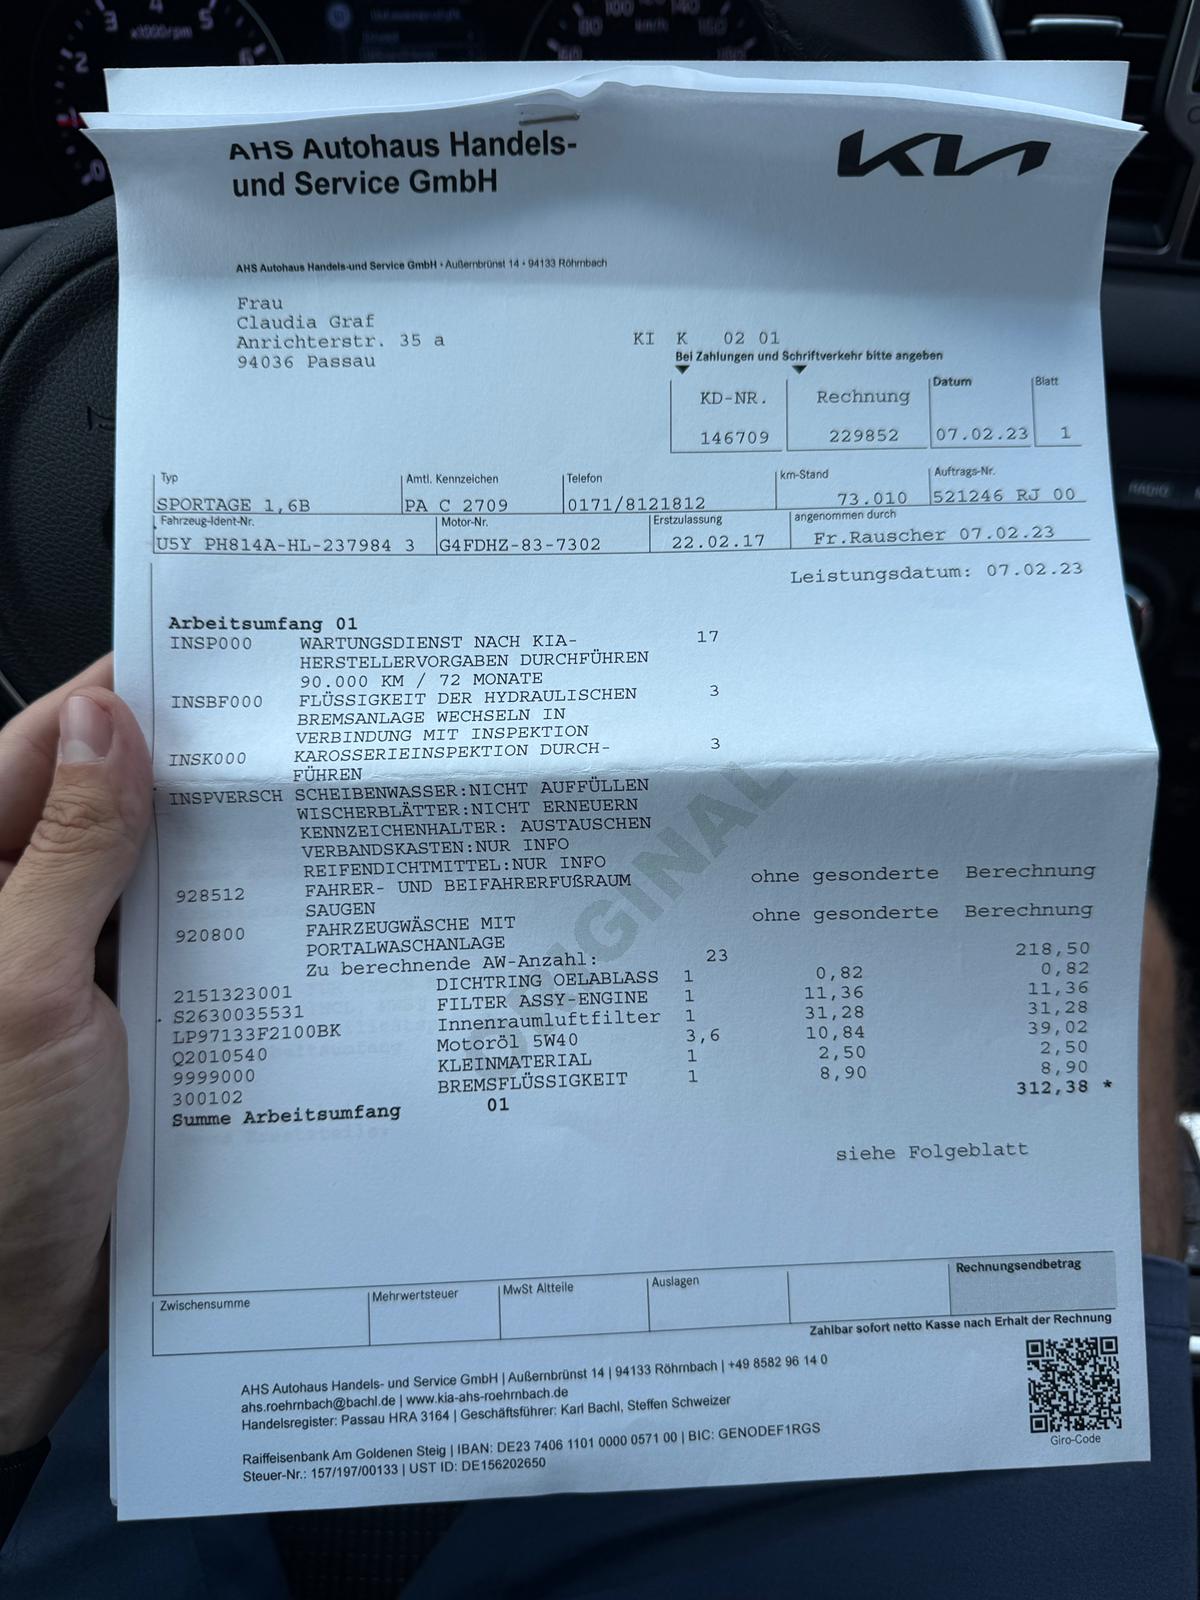 AHS Autohaus Handels-
und Service GmbH
KIA
AHS Autohaus Handels-und Service GmbH • Außernbrünst 14 • 94133 Röhrnbach
Frau
Claudia Graf
Anrichterstr. 35 a
94036 Passau
KI K 02 01
Bei Zahlungen und Schriftverkehr bitte angeben
KD-NR. Rechnung Datum Blatt
146709 229852 07.02.23 1
Typ Amtl. Kennzeichen Telefon km-Stand Auftrags-Nr.
SPORTAGE 1,6B PA C 2709 0171/8121812 73.010 521246 RJ 00
Fahrzeug-Ident-Nr. Motor-Nr. Erstzulassung angenommen durch
U5Y PH814A-HL-237984 3 G4FDHZ-83-7302 22.02.17 Fr.Rauscher 07.02.23
Leistungsdatum: 07.02.23
Arbeitsumfang 01
INSP000 WARTUNGSDIENST NACH KIA- 17
HERSTELLERVORGABEN DURCHFÜHREN
90.000 KM / 72 MONATE
INSBF000 FLÜSSIGKEIT DER HYDRAULISCHEN 3
BREMSANLAGE WECHSELN IN
VERBINDUNG MIT INSPEKTION
INSK000 KAROSSERIEINSPEKTION DURCH- 3
FÜHREN
INSPVERSCH SCHEIBENWASSER:NICHT AUFFÜLLEN
WISCHERBLÄTTER:NICHT ERNEUERN
KENNZEICHENHALTER: AUSTAUSCHEN
VERBANDSKASTEN:NUR INFO
REIFENDICHTMITTEL:NUR INFO
928512 FAHRER- UND BEIFAHRERFUßRAUM ohne gesonderte Berechnung
SAUGEN
920800 FAHRZEUGWÄSCHE MIT ohne gesonderte Berechnung
PORTALWASCHANLAGE
Zu berechnende AW-Anzahl: 23 218,50
2151323001 DICHTRING OELABLASS 1 0,82 0,82
S2630035531 FILTER ASSY-ENGINE 1 11,36 11,36
LP97133F2100BK Innenraumluftfilter 1 31,28 31,28
Q2010540 Motoröl 5W40 3,6 10,84 39,02
9999000 KLEINMATERIAL 1 2,50 2,50
300102 BREMSFLÜSSIGKEIT 1 8,90 8,90
Summe Arbeitsumfang 01 312,38 *
ORIGINAL
siehe Folgeblatt
Zwischensumme Mehrwertsteuer MwSt Altteile Auslagen Rechnungsendbetrag
Zahlbar sofort netto Kasse nach Erhalt der Rechnung
AHS Autohaus Handels- und Service GmbH | Außernbrünst 14 | 94133 Röhrnbach | +49 8582 96 14 0
ahs.roehrnbach@bachl.de | www.kia-ahs-roehrnbach.de
Handelsregister: Passau HRA 3164 | Geschäftsführer: Karl Bachl, Steffen Schweizer
Raiffeisenbank Am Goldenen Steig | IBAN: DE23 7406 1101 0000 0571 00 | BIC: GENODEF1RGS
Steuer-Nr.: 157/197/00133 | UST ID: DE156202650
Giro-Code